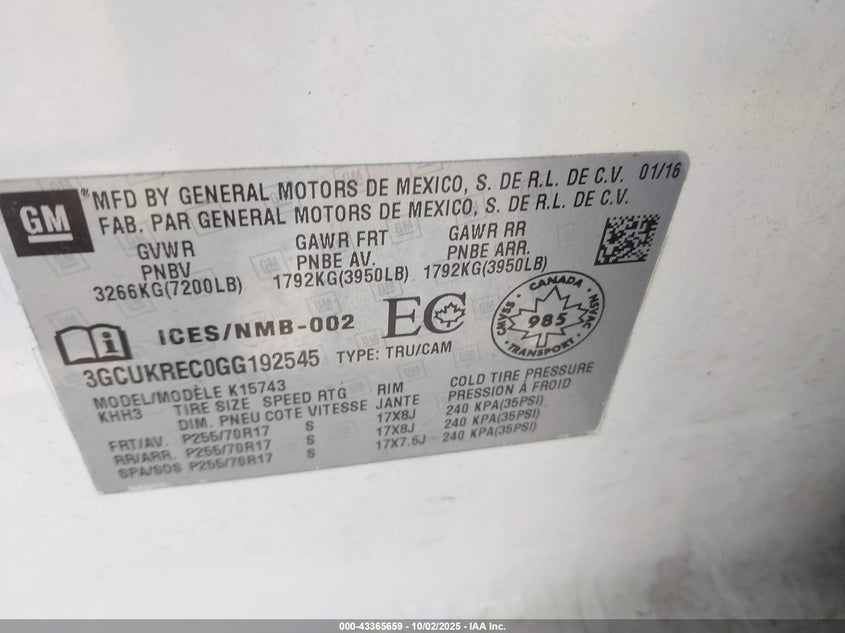 GM
®MFD BY GENERAL MOTORS DE MEXICO, S. DE R.L. DE C.V. 01/16
FAB. PAR GENERAL MOTORS DE MEXICO, S. DE R.L. DE C.V.
GVWR GAWR FRT GAWR RR
PNBV PNBE AV. PNBE ARR.
3266KG(7200LB) 1792KG(3950LB) 1792KG(3950LB)
ICES/NMB-002 EC
CANADA
CMVSS NSVAC
985
TRANSPORT
3GCUKREC0GG192545 TYPE: TRU/CAM
MODEL/MODÈLE K15743
KHH3 TIRE SIZE SPEED RTG RIM COLD TIRE PRESSURE
DIM. PNEU COTE VITESSE JANTE PRESSION À FROID
FRT/AV. P255/70R17 S 17X8J 240 KPA(35PSI)
RR/ARR. P255/70R17 S 17X8J 240 KPA(35PSI)
SPA/SOS P255/70R17 S 17X7.5J 240 KPA(35PSI)
000-43365659 - 10/02/2025 - IAA Inc.